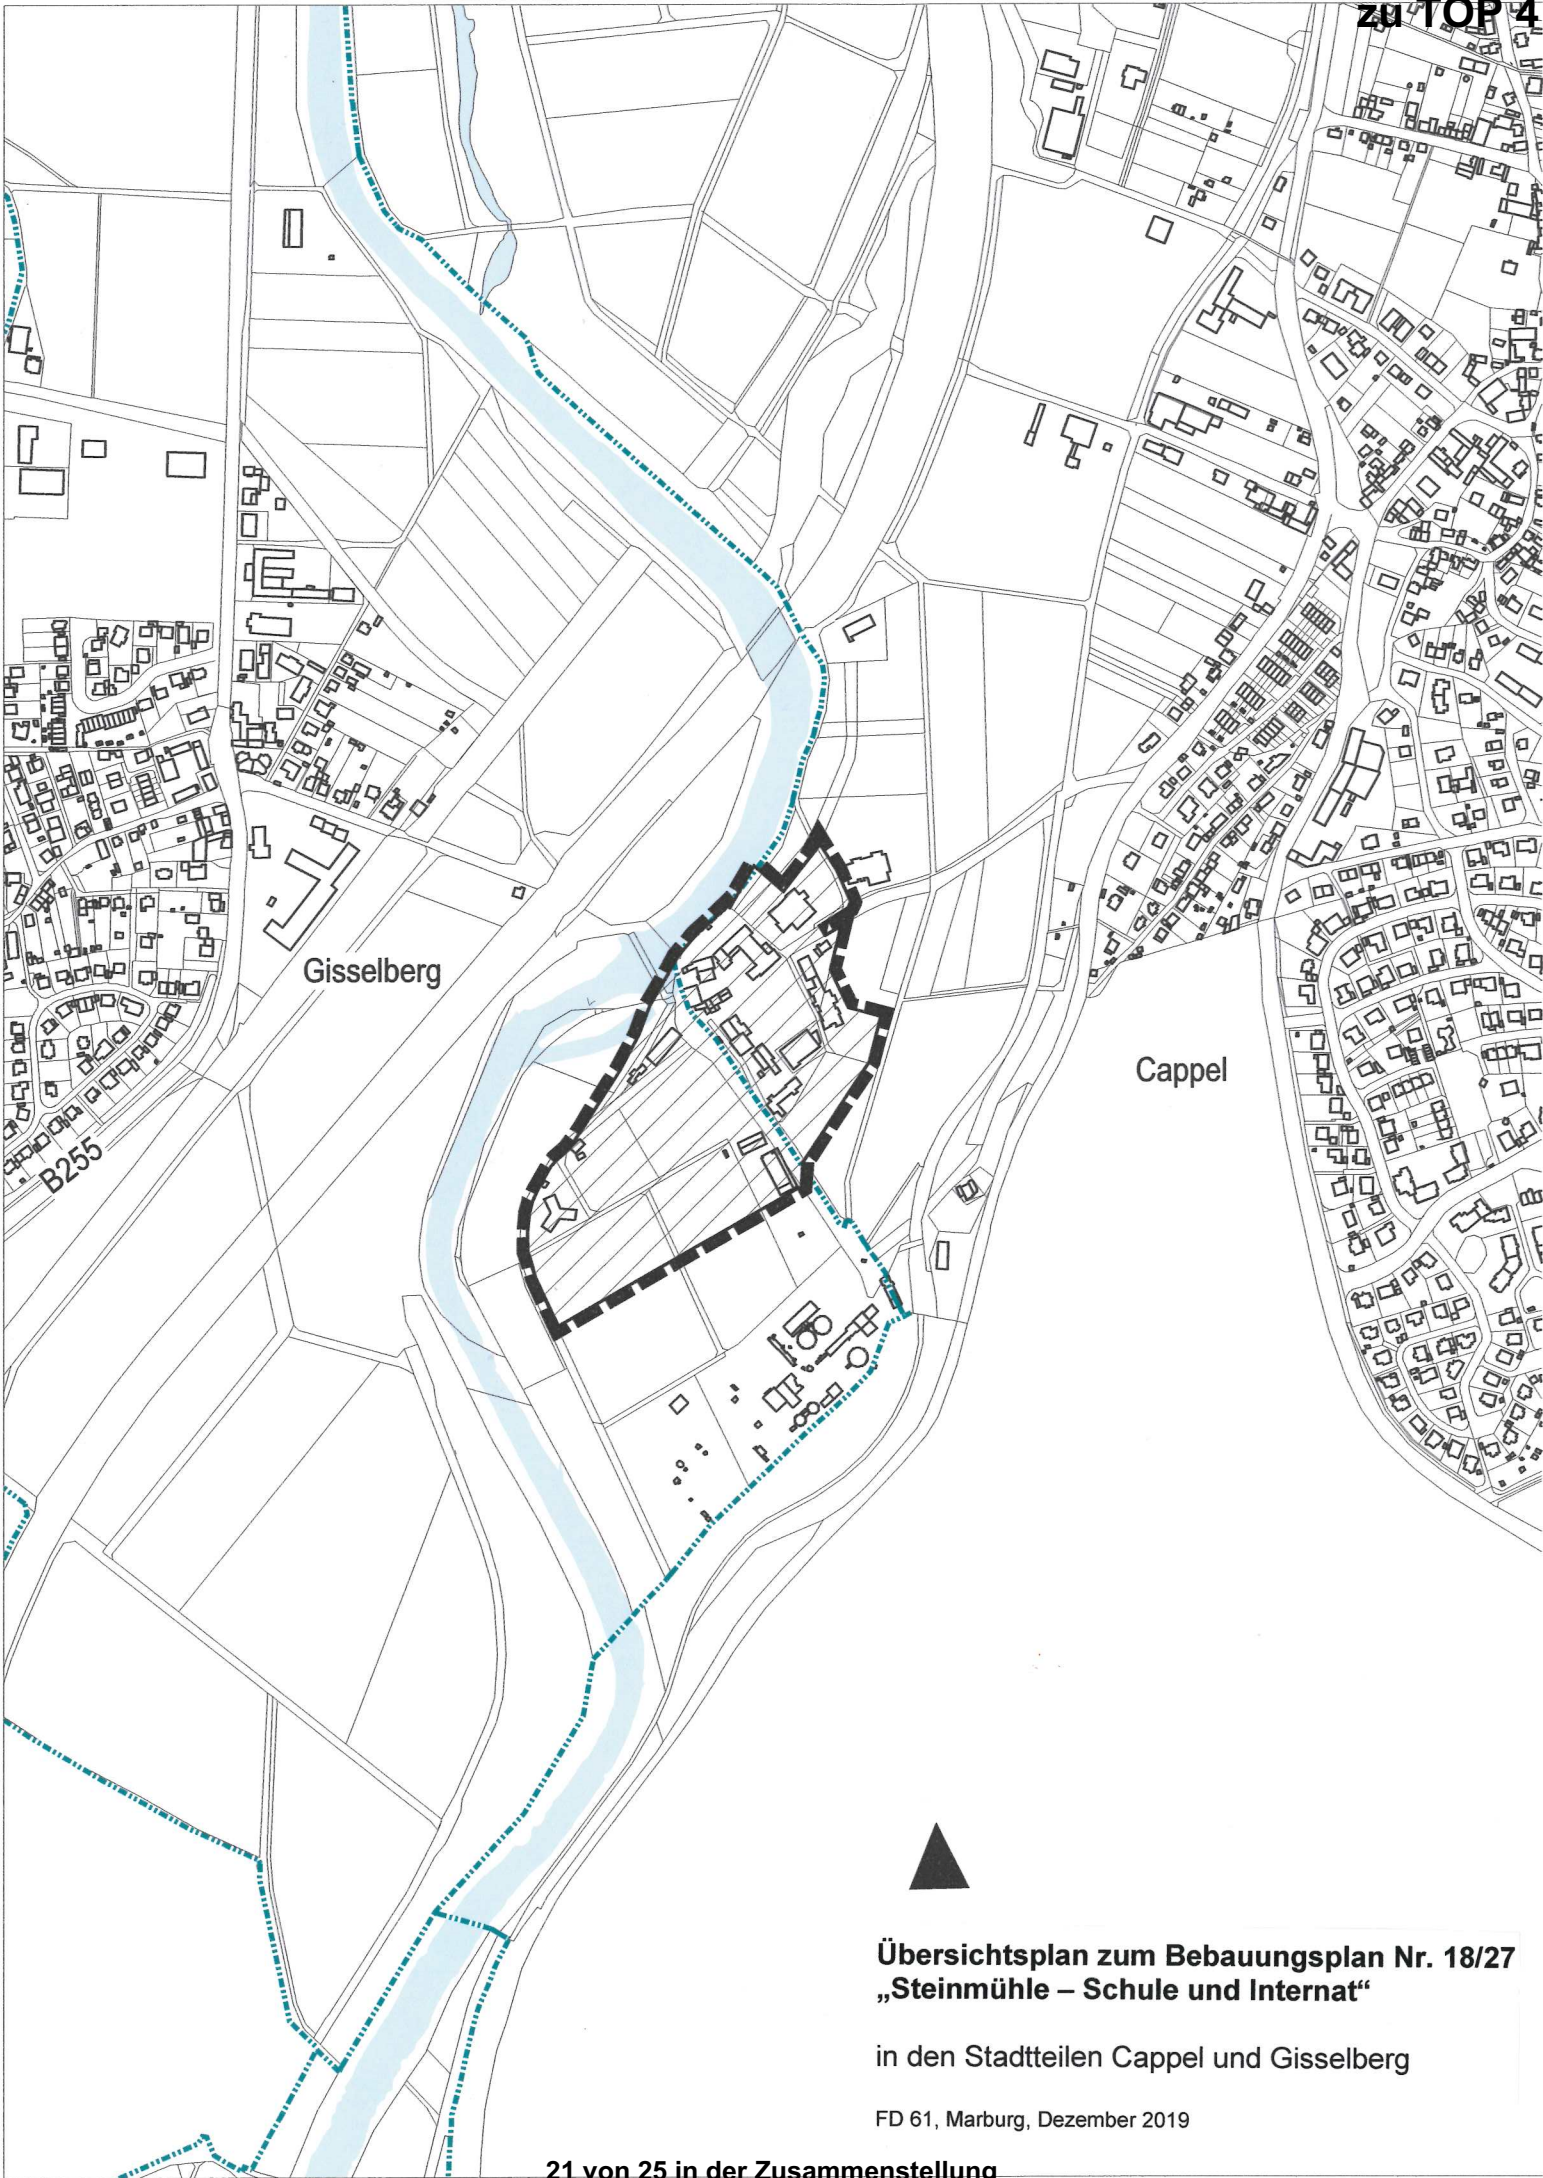 zu TOP 4
Gisselberg
Cappel
B255
Übersichtsplan zum Bebauungsplan Nr. 18/27
„Steinmühle – Schule und Internat“
in den Stadtteilen Cappel und Gisselberg
FD 61, Marburg, Dezember 2019
21 von 25 in der Zusammenstellung